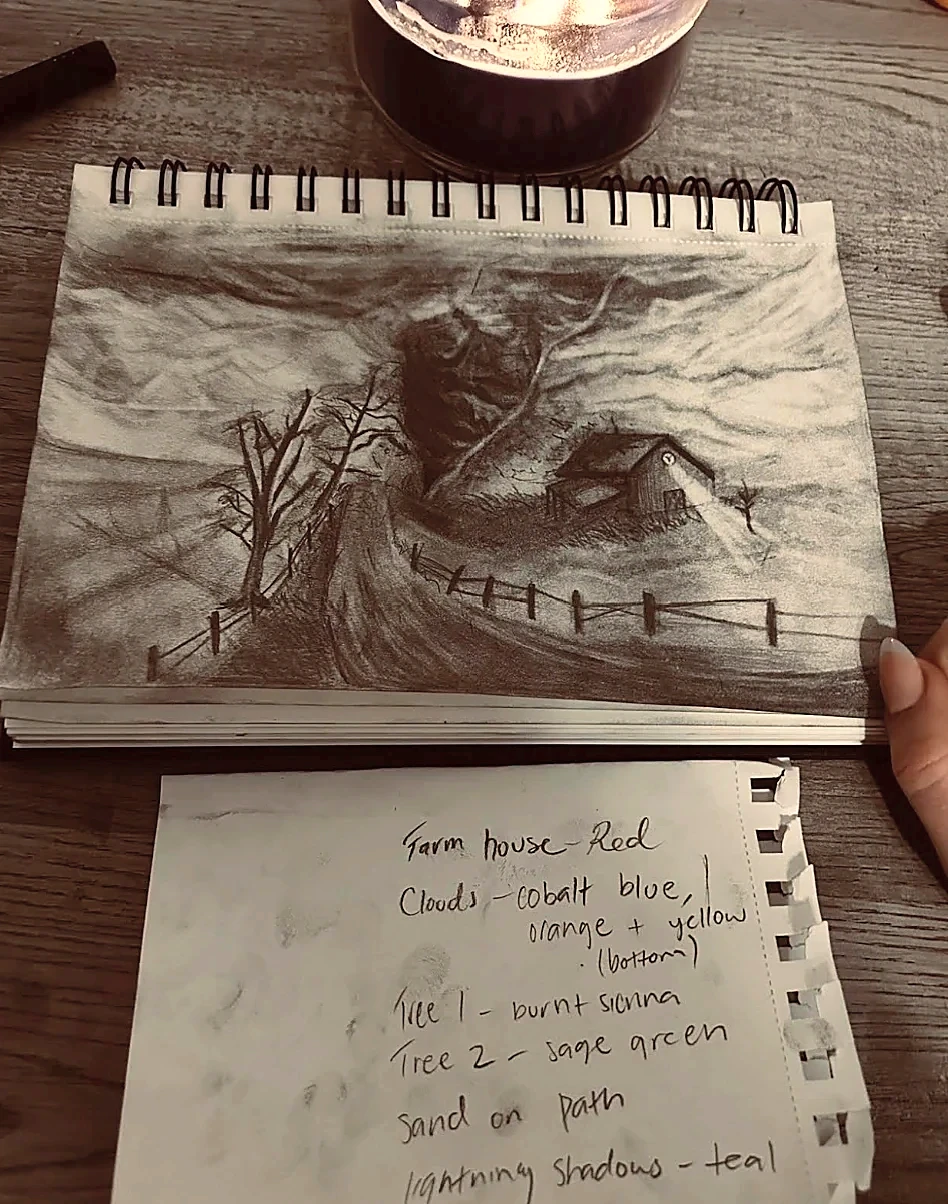 Farm house - Red
Clouds - cobalt blue,
orange + yellow
(bottom)
Tree 1 - burnt sienna
Tree 2 - sage green
Sand on path
lightning shadows - teal